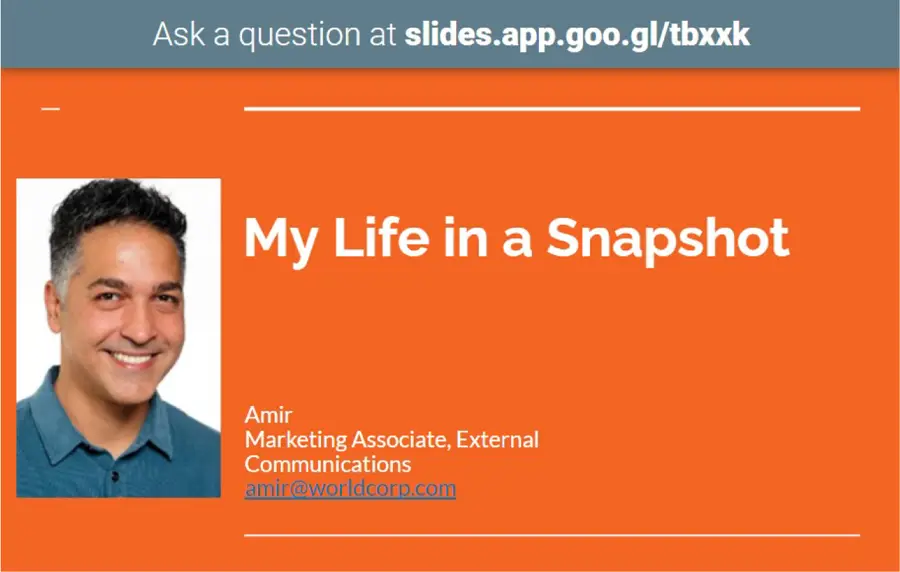 Ask a question at slides.app.goo.gl/tbxxk
My Life in a Snapshot
Amir
Marketing Associate, External
Communications
amir@worldcorp.com